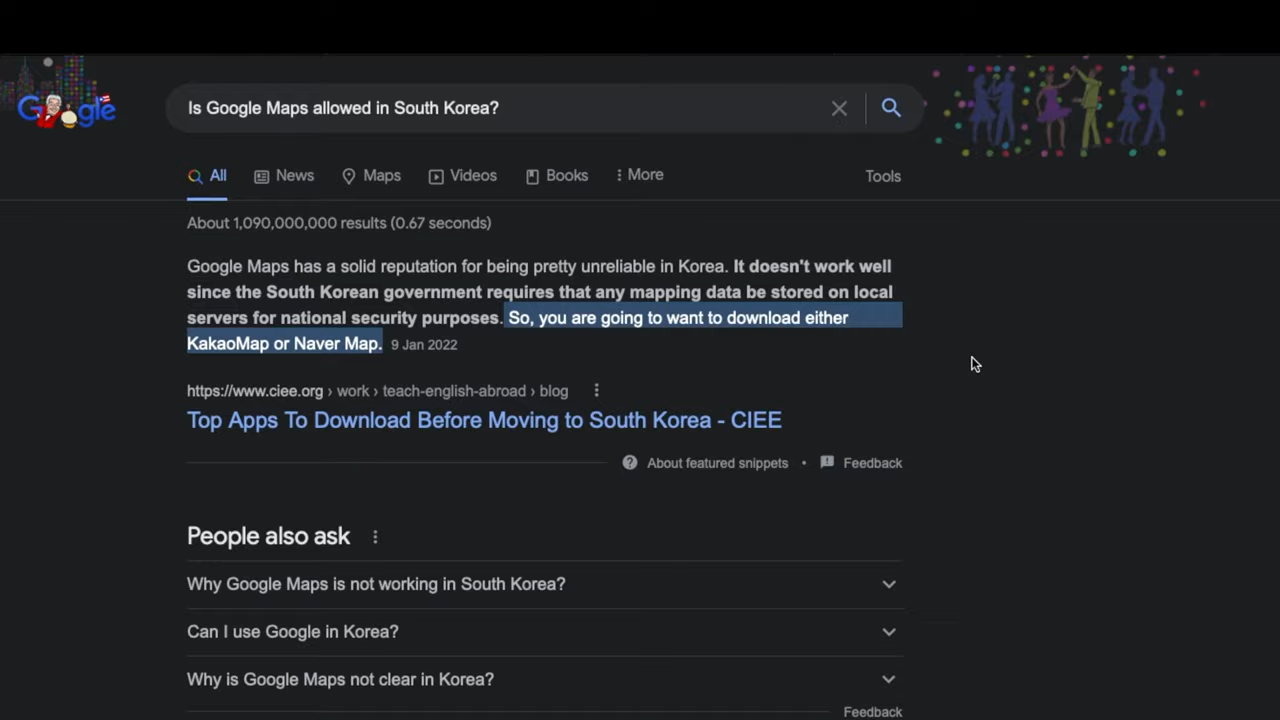 Google
Is Google Maps allowed in South Korea?
All News Maps Videos Books More Tools
About 1,090,000,000 results (0.67 seconds)
Google Maps has a solid reputation for being pretty unreliable in Korea. It doesn't work well
since the South Korean government requires that any mapping data be stored on local
servers for national security purposes. So, you are going to want to download either
KakaoMap or Naver Map. 9 Jan 2022
https://www.ciee.org › work › teach-english-abroad › blog
Top Apps To Download Before Moving to South Korea - CIEE
About featured snippets • Feedback
People also ask
Why Google Maps is not working in South Korea?
Can I use Google in Korea?
Why is Google Maps not clear in Korea?
Feedback